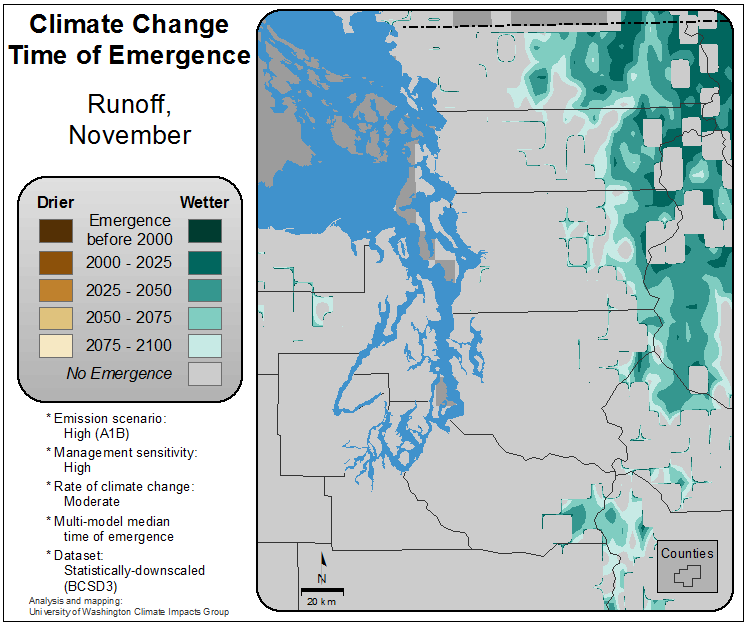 Climate Change
Time of Emergence
Runoff,
November
Drier Wetter
Emergence
before 2000
2000 - 2025
2025 - 2050
2050 - 2075
2075 - 2100
No Emergence
* Emission scenario:
High (A1B)
* Management sensitivity:
High
* Rate of climate change:
Moderate
* Multi-model median
time of emergence
* Dataset:
Statistically-downscaled
(BCSD3)
Analysis and mapping:
University of Washington Climate Impacts Group
N
20 km
Counties